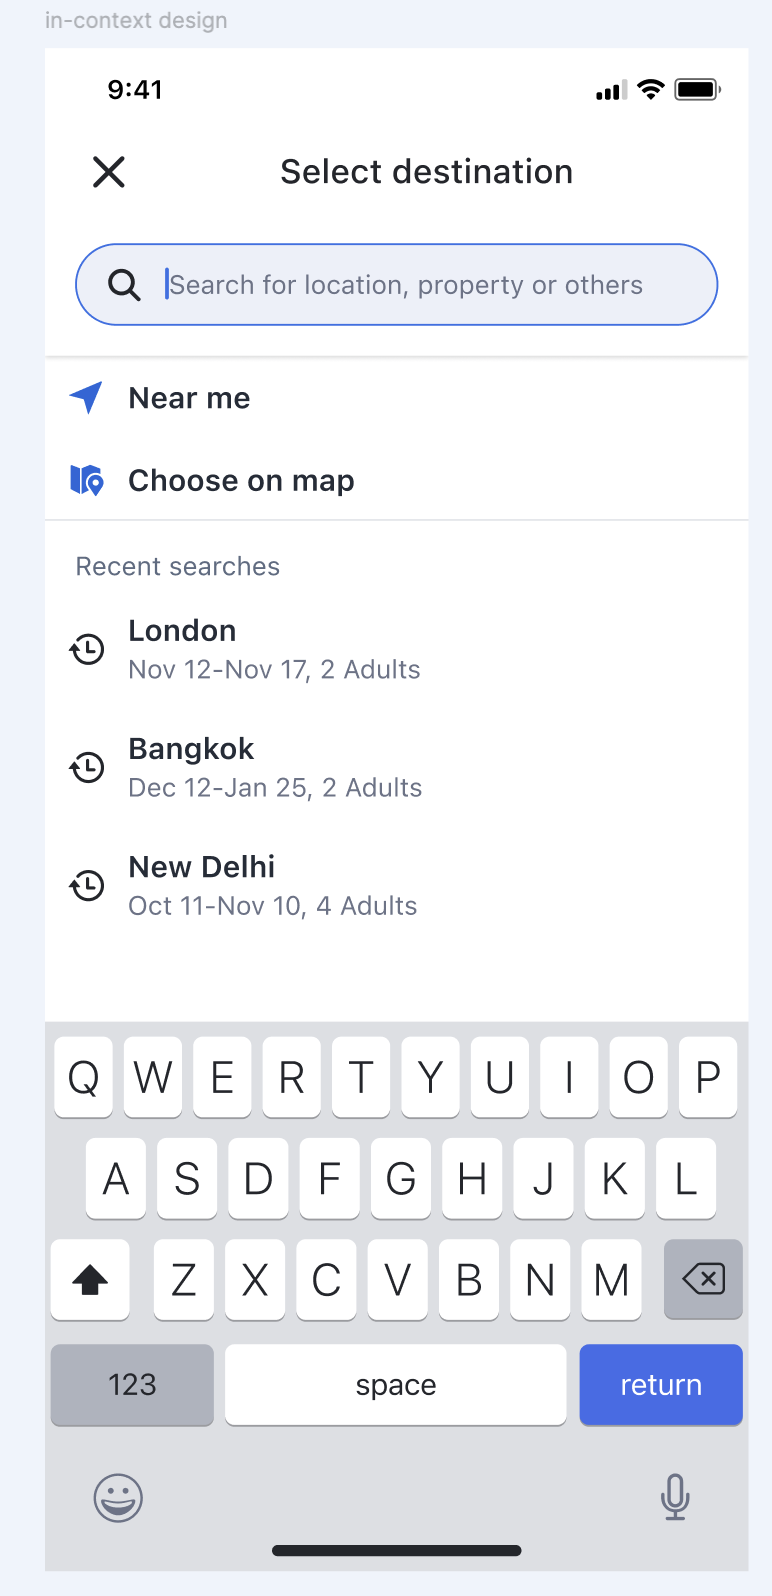 in-context design
9:41
Select destination
Search for location, property or others
Near me
Choose on map
Recent searches
London
Nov 12-Nov 17, 2 Adults
Bangkok
Dec 12-Jan 25, 2 Adults
New Delhi
Oct 11-Nov 10, 4 Adults
Q W E R T Y U I O P
A S D F G H J K L
Z X C V B N M
123 space return